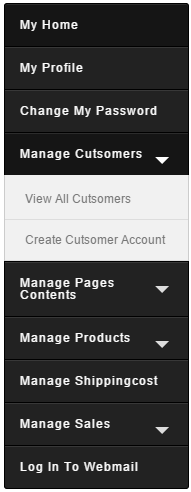 My Home
My Profile
Change My Password
Manage Cutsomers
View All Cutsomers
Create Cutsomer Account
Manage Pages
Contents
Manage Products
Manage Shippingcost
Manage Sales
Log In To Webmail